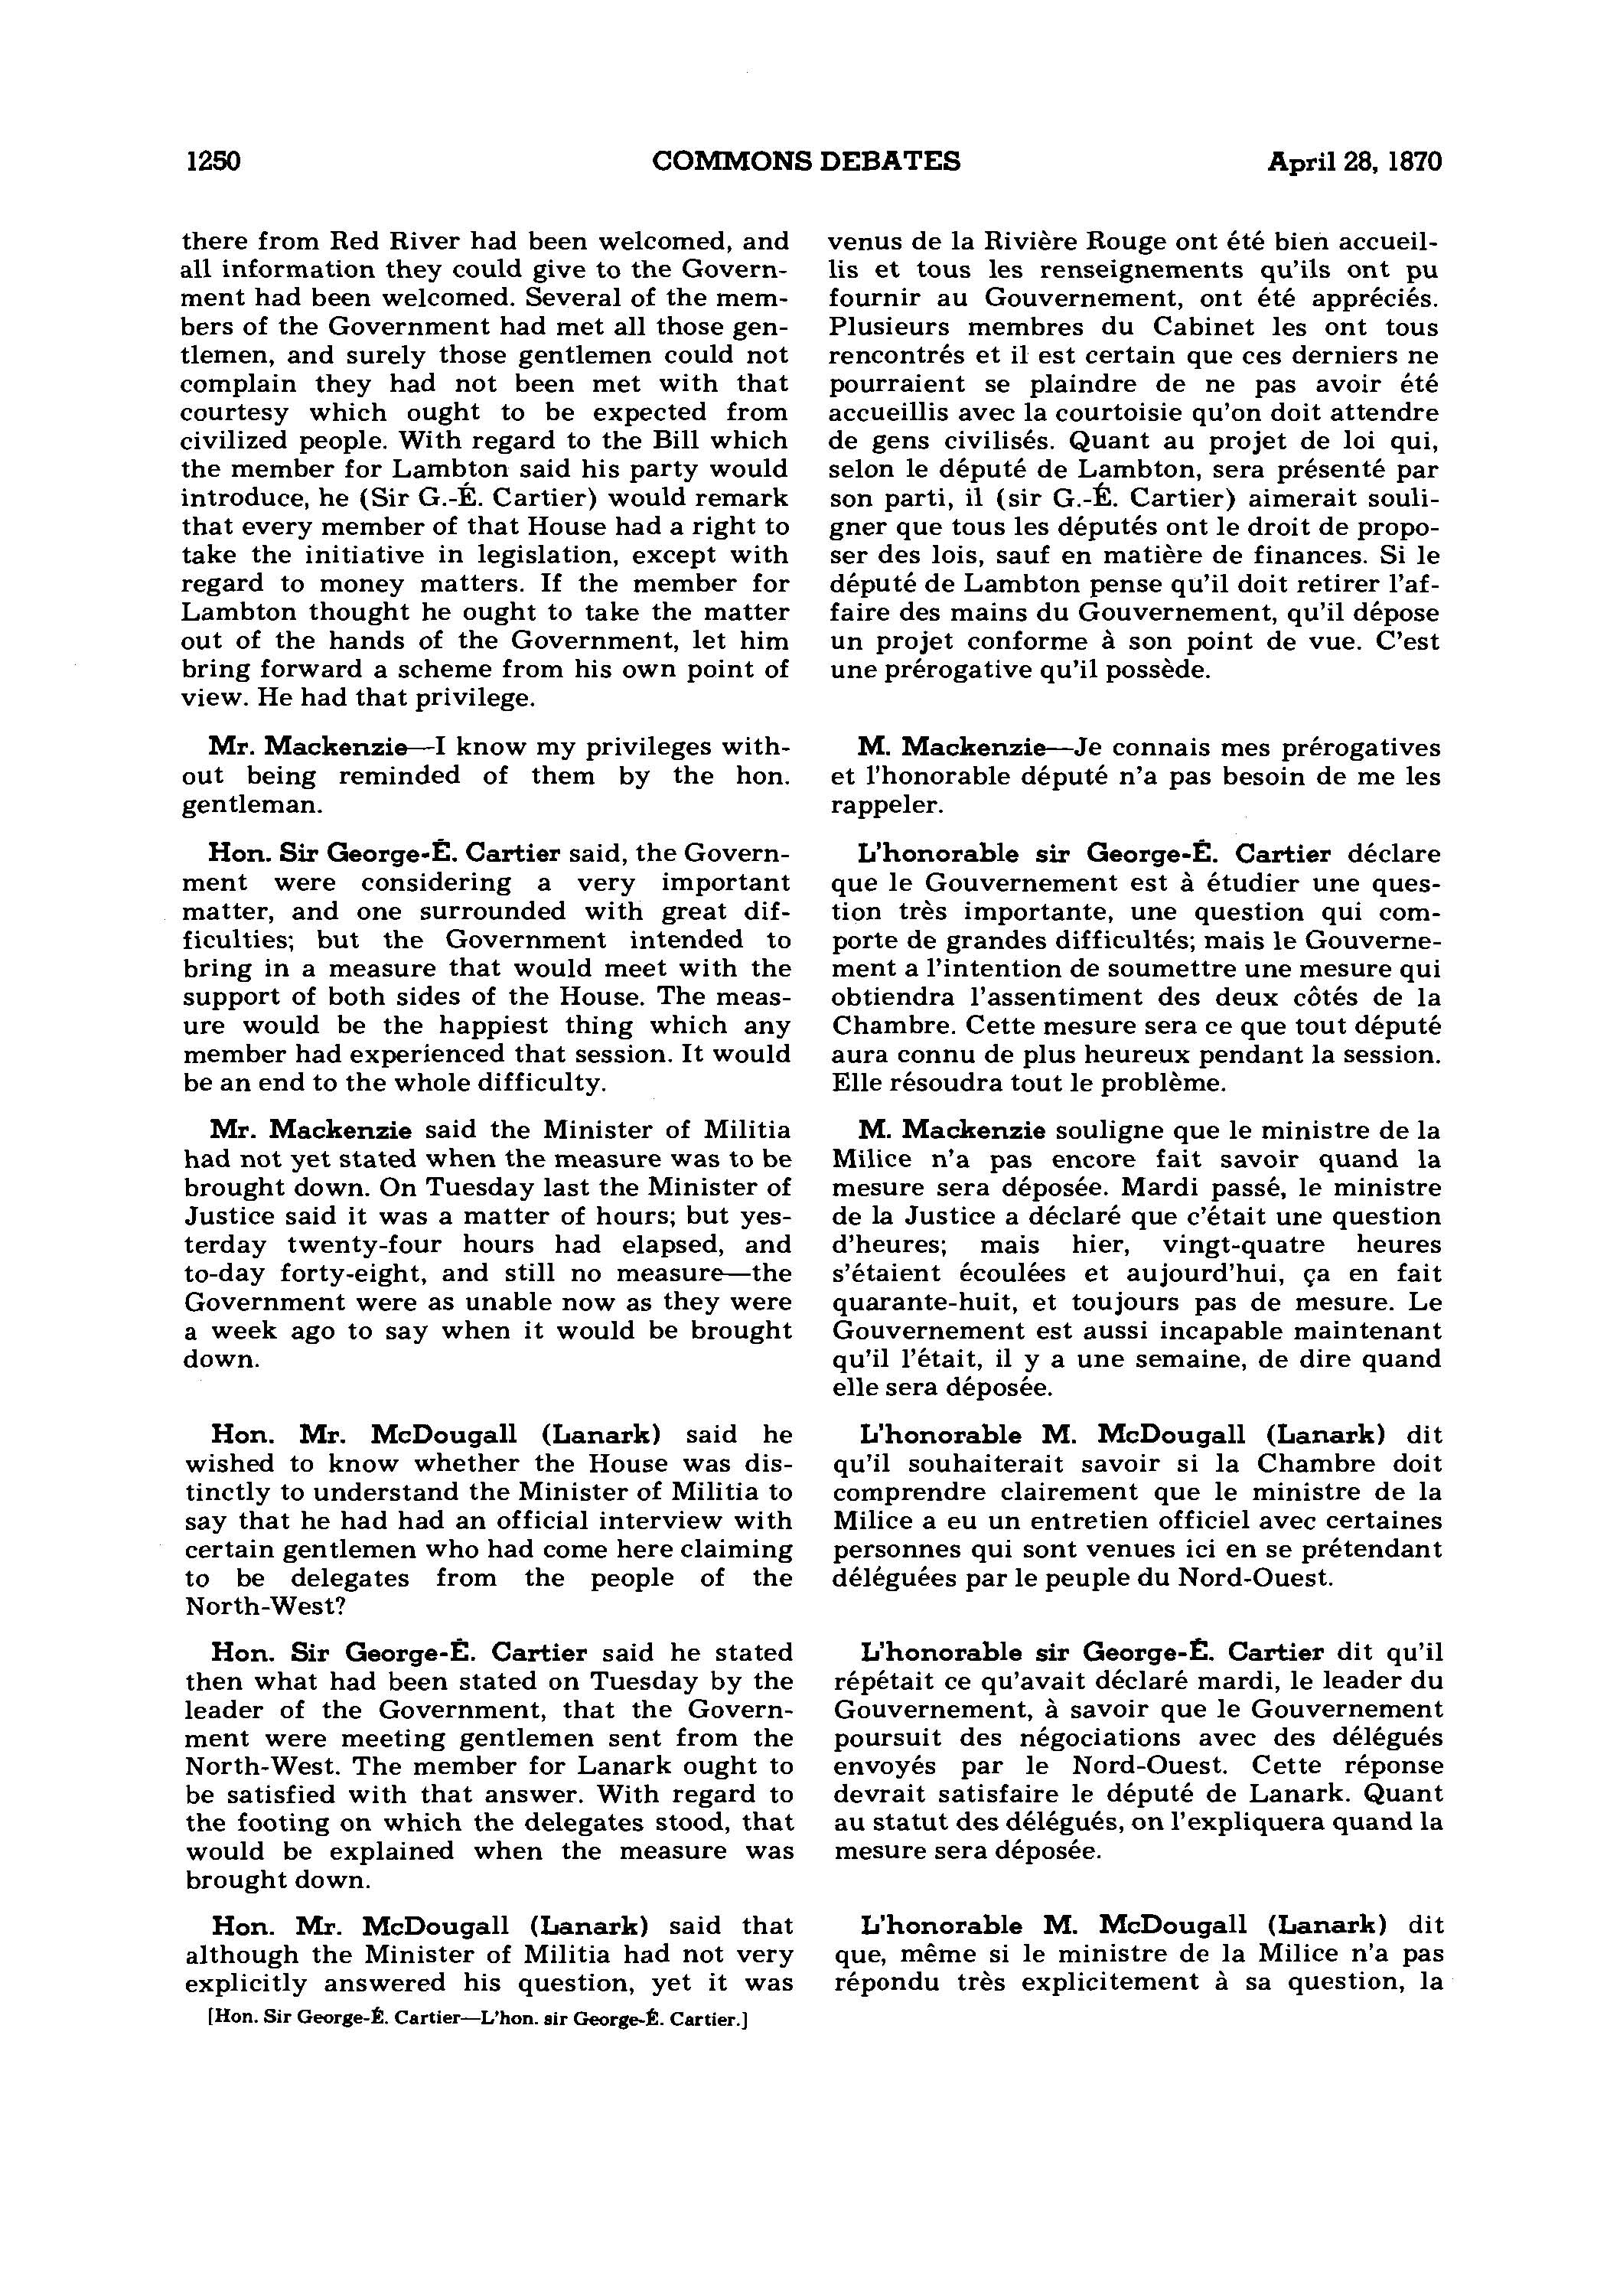 1250 COMMONS DEBATES April 28, 1870
there from Red River had been welcomed, and
all information they could give to the Govern-
ment had been welcomed. Several of the mem-
bers of the Government had met all those gen-
tlemen, and surely those gentlemen could not
complain they had not been met with that
courtesy which ought to be expected from
civilized people. With regard to the Bill which
the member for Lambton said his party would
introduce, he (Sir G.-É. Cartier) would remark
that every member of that House had a right to
take the initiative in legislation, except with
regard to money matters. If the member for
Lambton thought he ought to take the matter
out of the hands of the Government, let him
bring forward a scheme from his own point of
view. He had that privilege.
Mr. Mackenzie—I know my privileges with-
out being reminded of them by the hon.
gentleman.
Hon. Sir George-É. Cartier said, the Govern-
ment were considering a very important
matter, and one surrounded with great dif-
ficulties; but the Government intended to
bring in a measure that would meet with the
support of both sides of the House. The meas-
ure would be the happiest thing which any
member had experienced that session. It would
be an end to the whole difficulty.
Mr. Mackenzie said the Minister of Militia
had not yet stated when the measure was to be
brought down. On Tuesday last the Minister of
Justice said it was a matter of hours; but yes-
terday twenty-four hours had elapsed, and
to-day forty-eight, and still no measure—the
Government were as unable now as they were
a week ago to say when it would be brought
down.
Hon. Mr. McDougall (Lanark) said he
wished to know whether the House was dis-
tinctly to understand the Minister of Militia to
say that he had had an official interview with
certain gentlemen who had come here claiming
to be delegates from the people of the
North-West?
Hon. Sir George-É. Cartier said he stated
then what had been stated on Tuesday by the
leader of the Government, that the Govern-
ment were meeting gentlemen sent from the
North-West. The member for Lanark ought to
be satisfied with that answer. With regard to
the footing on which the delegates stood, that
would be explained when the measure was
brought down.
Hon. Mr. McDougall (Lanark) said that
although the Minister of Militia had not very
explicitly answered his question, yet it was
[Hon. Sir George-É. Cartier—L'hon. sir George-É. Cartier.]
venus de la Rivière Rouge ont été bien accueil-
lis et tous les renseignements qu'ils ont pu
fournir au Gouvernement, ont été appréciés.
Plusieurs membres du Cabinet les ont tous
rencontrés et il est certain que ces derniers ne
pourraient se plaindre de ne pas avoir été
accueillis avec la courtoisie qu'on doit attendre
de gens civilisés. Quant au projet de loi qui,
selon le député de Lambton, sera présenté par
son parti, il (sir G.-É. Cartier) aimerait souli-
gner que tous les députés ont le droit de propo-
ser des lois, sauf en matière de finances. Si le
député de Lambton pense qu'il doit retirer l'af-
faire des mains du Gouvernement, qu'il dépose
un projet conforme à son point de vue. C'est
une prérogative qu'il possède.
M. Mackenzie—Je connais mes prérogatives
et l'honorable député n'a pas besoin de me les
rappeler.
L'honorable sir George-É. Cartier déclare
que le Gouvernement est à étudier une ques-
tion très importante, une question qui com-
porte de grandes difficultés; mais le Gouverne-
ment a l'intention de soumettre une mesure qui
obtiendra l'assentiment des deux côtés de la
Chambre. Cette mesure sera ce que tout député
aura connu de plus heureux pendant la session.
Elle résoudra tout le problème.
M. Mackenzie souligne que le ministre de la
Milice n'a pas encore fait savoir quand la
mesure sera déposée. Mardi passé, le ministre
de la Justice a déclaré que c'était une question
d'heures; mais hier, vingt-quatre heures
s'étaient écoulées et aujourd'hui, ça en fait
quarante-huit, et toujours pas de mesure. Le
Gouvernement est aussi incapable maintenant
qu'il l'était, il y a une semaine, de dire quand
elle sera déposée.
L'honorable M. McDougall (Lanark) dit
qu'il souhaiterait savoir si la Chambre doit
comprendre clairement que le ministre de la
Milice a eu un entretien officiel avec certaines
personnes qui sont venues ici en se prétendant
déléguées par le peuple du Nord-Ouest.
L'honorable sir George-É. Cartier dit qu'il
répétait ce qu'avait déclaré mardi, le leader du
Gouvernement, à savoir que le Gouvernement
poursuit des négociations avec des délégués
envoyés par le Nord-Ouest. Cette réponse
devrait satisfaire le député de Lanark. Quant
au statut des délégués, on l'expliquera quand la
mesure sera déposée.
L'honorable M. McDougall (Lanark) dit
que, même si le ministre de la Milice n'a pas
répondu très explicitement à sa question, la